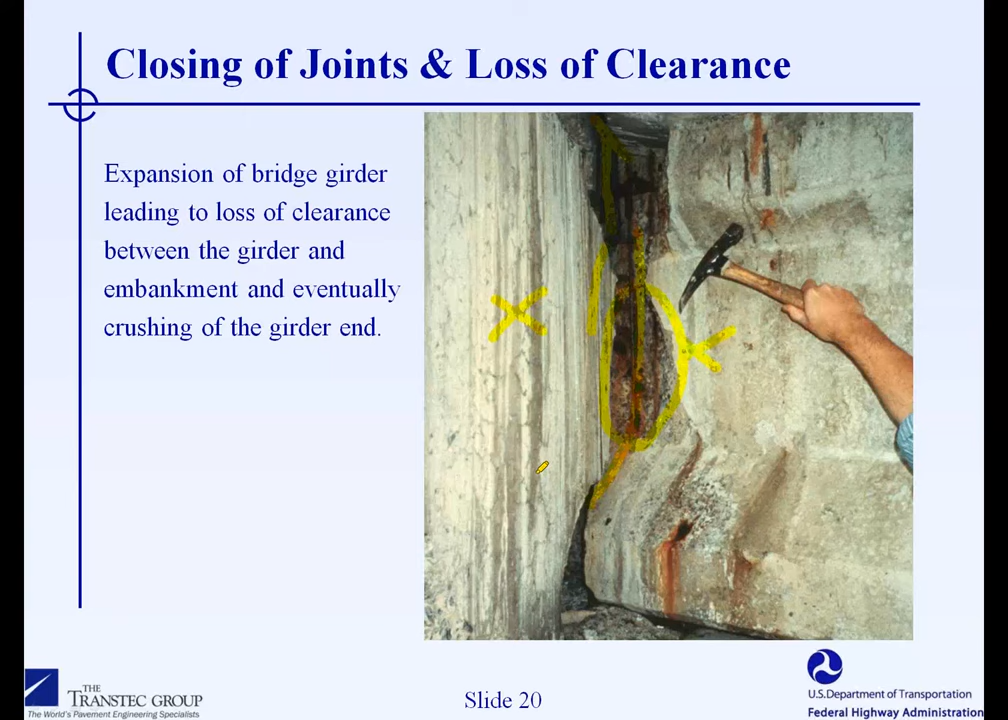 Closing of Joints & Loss of Clearance
Expansion of bridge girder
leading to loss of clearance
between the girder and
embankment and eventually
crushing of the girder end.
THE
TRANSTEC GROUP
The World's Pavement Engineering Specialists
Slide 20
U.S.Department of Transportation
Federal Highway Administration